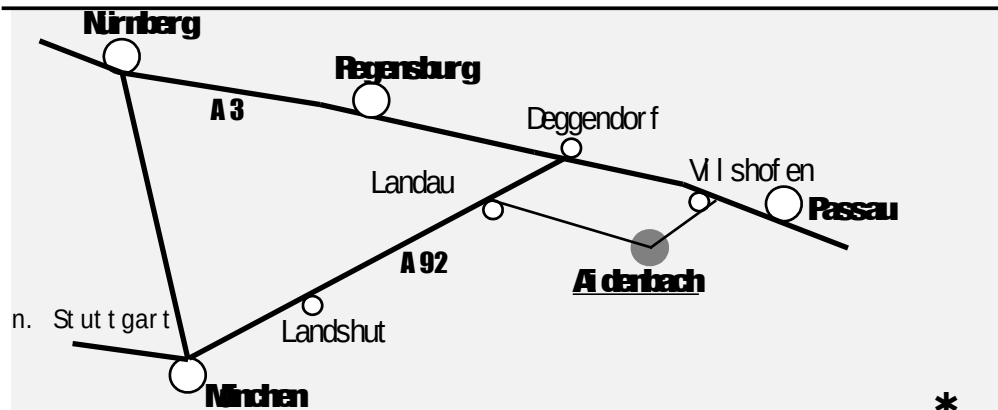 Nürnberg
Regensburg
A 3
Deggendorf
Vilshofen
Landau
Passau
A 92
Aidenbach
n. Stuttgart
Landshut
München
*